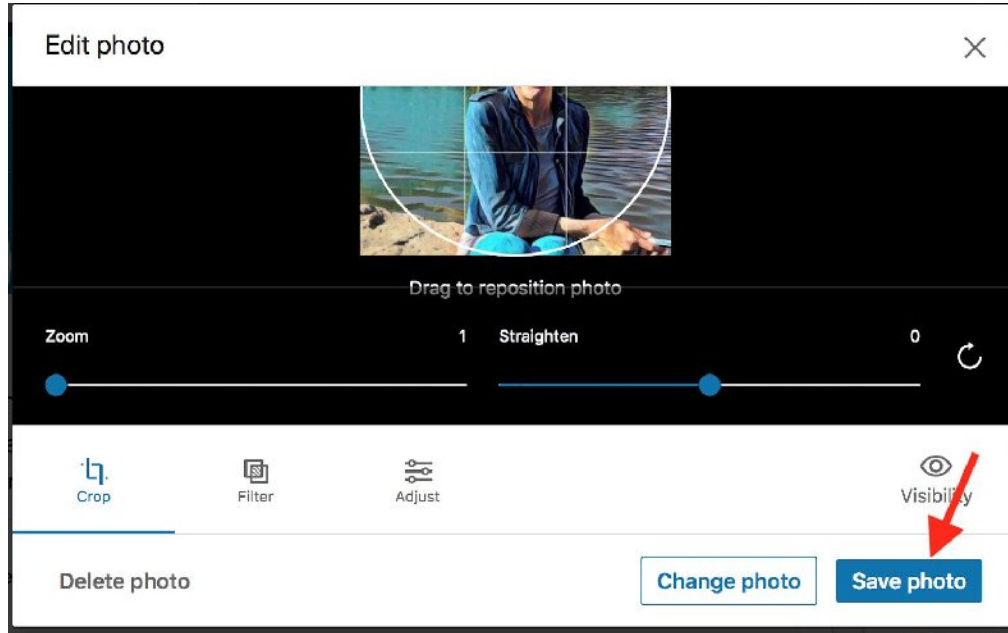 Edit photo
Drag to reposition photo
Zoom 1 Straighten 0
Crop Filter Adjust Visibility
Delete photo Change photo Save photo